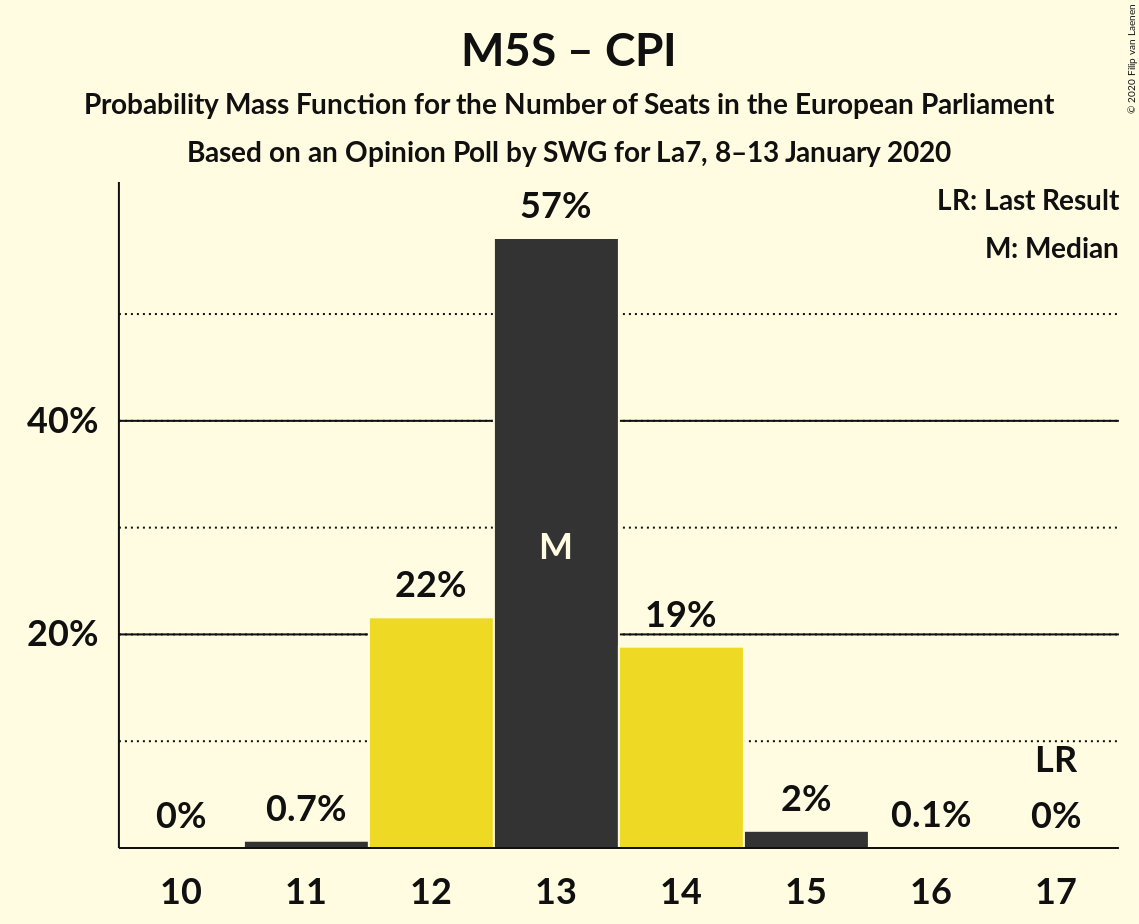 M5S – CPI
Probability Mass Function for the Number of Seats in the European Parliament
Based on an Opinion Poll by SWG for La7, 8–13 January 2020
© 2020 Filip van Laenen
LR: Last Result
M: Median
57%
40%
M
22%
19%
20%
LR
0%
0.7%
2%
0.1%
0%
10 11 12 13 14 15 16 17